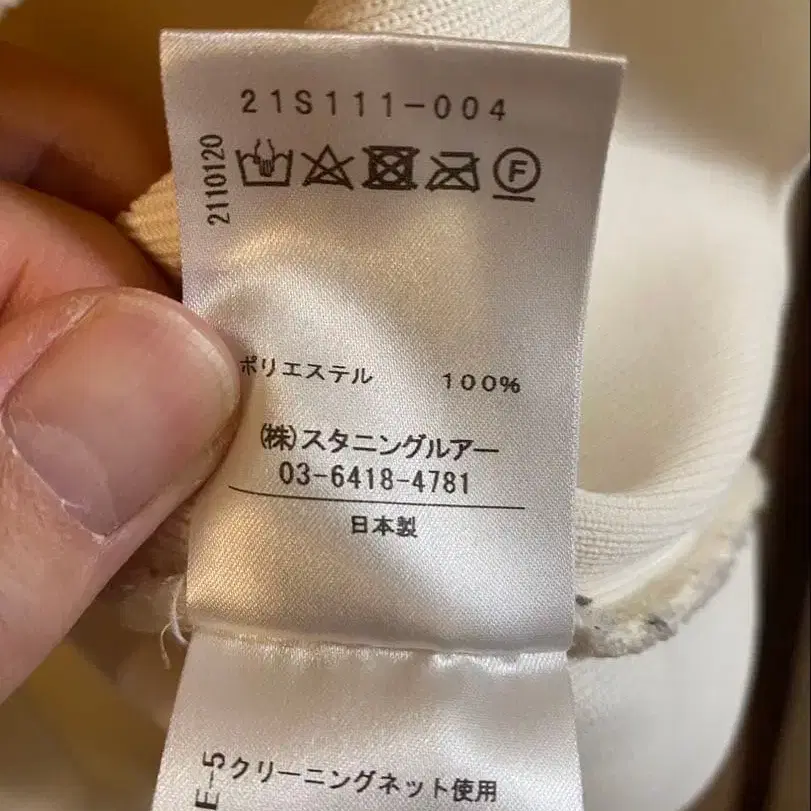 21S111-004
2110120
F
ポリエステル 100%
(株)スタニングルアー
03-6418-4781
日本製
E-5
クリーニングネット使用